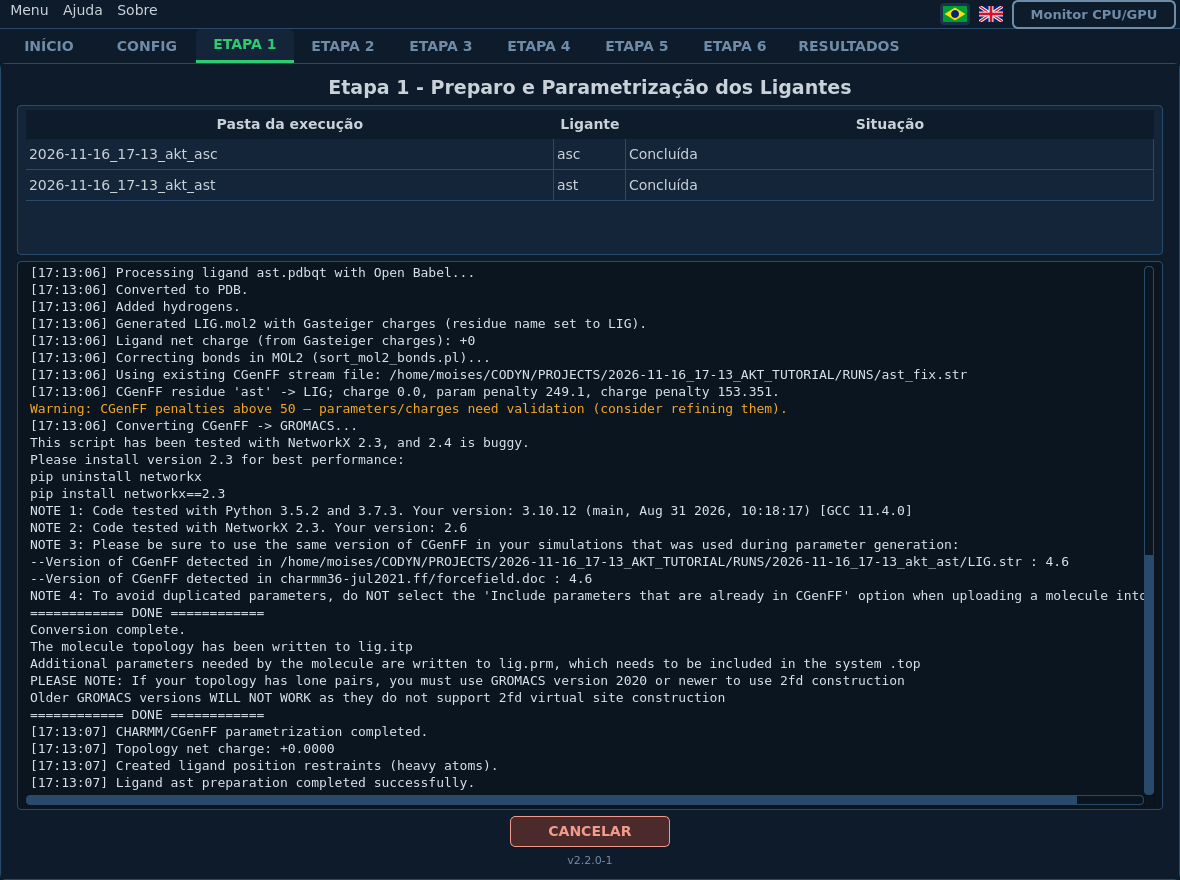 Menu Ajuda Sobre
Monitor CPU/GPU
INÍCIO CONFIG ETAPA 1 ETAPA 2 ETAPA 3 ETAPA 4 ETAPA 5 ETAPA 6 RESULTADOS
Etapa 1 - Preparo e Parametrização dos Ligantes
Pasta da execução Ligante Situação
2026-11-16_17-13_akt_asc asc Concluída
2026-11-16_17-13_akt_ast ast Concluída
[17:13:06] Processing ligand ast.pdbqt with Open Babel...
[17:13:06] Converted to PDB.
[17:13:06] Added hydrogens.
[17:13:06] Generated LIG.mol2 with Gasteiger charges (residue name set to LIG).
[17:13:06] Ligand net charge (from Gasteiger charges): +0
[17:13:06] Correcting bonds in MOL2 (sort_mol2_bonds.pl)...
[17:13:06] Using existing CGenFF stream file: /home/moises/CODYN/PROJECTS/2026-11-16_17-13_AKT_TUTORIAL/RUNS/ast_fix.str
[17:13:06] CGenFF residue 'ast' -> LIG; charge 0.0, param penalty 249.1, charge penalty 153.351.
Warning: CGenFF penalties above 50 — parameters/charges need validation (consider refining them).
[17:13:06] Converting CGenFF -> GROMACS...
This script has been tested with NetworkX 2.3, and 2.4 is buggy.
Please install version 2.3 for best performance:
pip uninstall networkx
pip install networkx==2.3
NOTE 1: Code tested with Python 3.5.2 and 3.7.3. Your version: 3.10.12 (main, Aug 31 2026, 10:18:17) [GCC 11.4.0]
NOTE 2: Code tested with NetworkX 2.3. Your version: 2.6
NOTE 3: Please be sure to use the same version of CGenFF in your simulations that was used during parameter generation:
--Version of CGenFF detected in /home/moises/CODYN/PROJECTS/2026-11-16_17-13_AKT_TUTORIAL/RUNS/2026-11-16_17-13_akt_ast/LIG.str : 4.6
--Version of CGenFF detected in charmm36-jul2021.ff/forcefield.doc : 4.6
NOTE 4: To avoid duplicated parameters, do NOT select the 'Include parameters that are already in CGenFF' option when uploading a molecule into
============ DONE ============
Conversion complete.
The molecule topology has been written to lig.itp
Additional parameters needed by the molecule are written to lig.prm, which needs to be included in the system .top
PLEASE NOTE: If your topology has lone pairs, you must use GROMACS version 2020 or newer to use 2fd construction
Older GROMACS versions WILL NOT WORK as they do not support 2fd virtual site construction
============ DONE ============
[17:13:07] CHARMM/CGenFF parametrization completed.
[17:13:07] Topology net charge: +0.0000
[17:13:07] Created ligand position restraints (heavy atoms).
[17:13:07] Ligand ast preparation completed successfully.
CANCELAR
v2.2.0-1